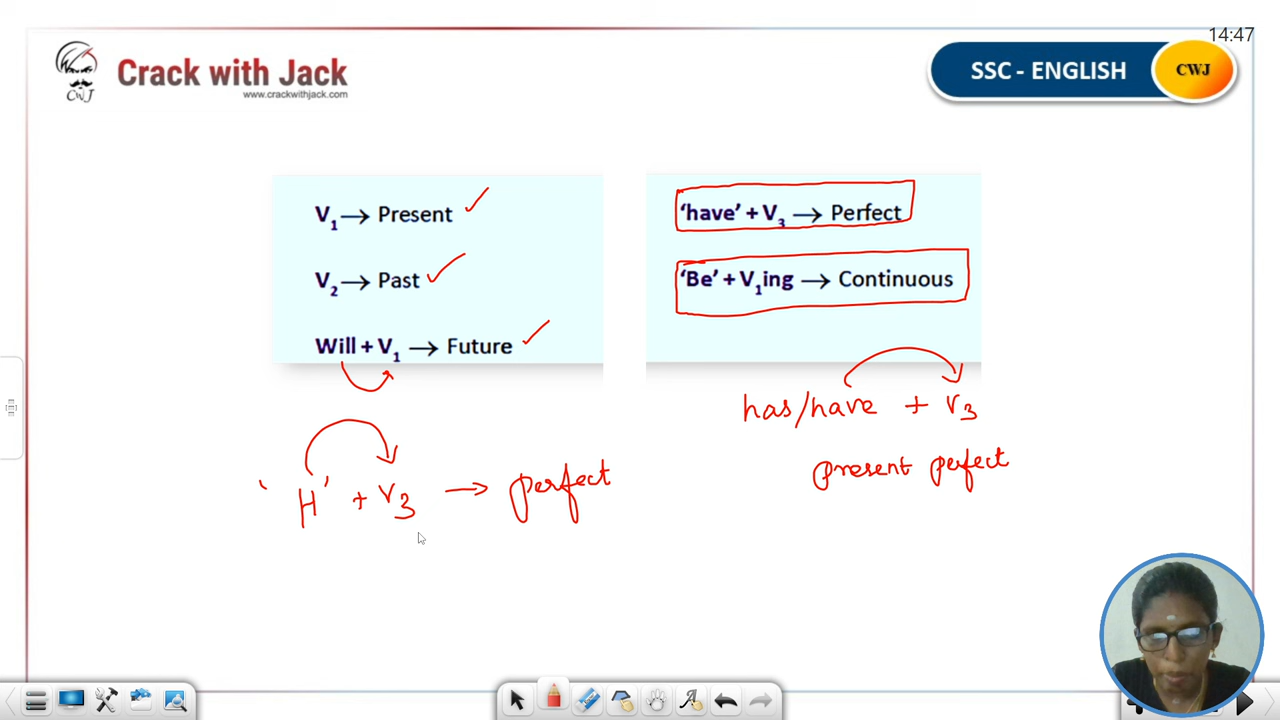 14:47
Crack with Jack
www.crackwithjack.com
CWJ
SSC - ENGLISH
CWJ
V₁ → Present
V₂ → Past
Will + V₁ → Future
'have' + V₃ → Perfect
'Be' + V₁ing → Continuous
has/have + V₃
present perfect
'H' + V₃ → perfect